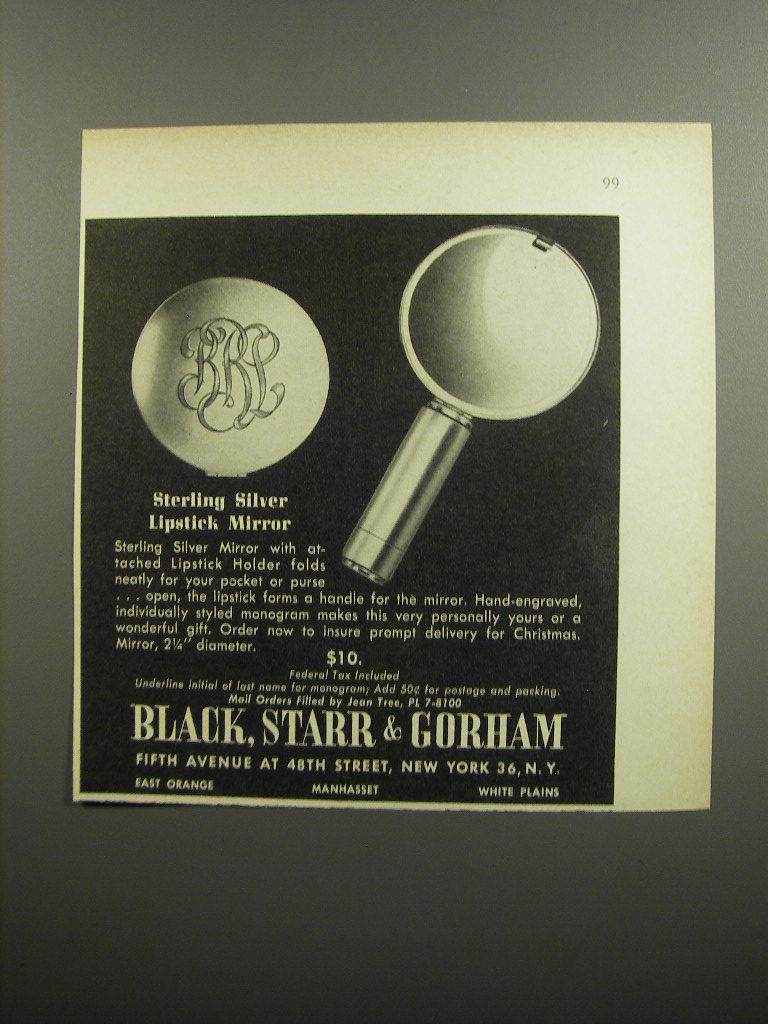 99
BRL
Sterling Silver
Lipstick Mirror
Sterling Silver Mirror with at-
tached Lipstick Holder folds
neatly for your pocket or purse
. . . open, the lipstick forms a handle for the mirror. Hand-engraved,
individually styled monogram makes this very personally yours or a
wonderful gift. Order now to insure prompt delivery for Christmas.
Mirror, 2¼″ diameter.
$10.
Federal Tax Included
Underline initial of last name for monogram; Add 50¢ for postage and packing.
Mail Orders Filled by Jean Tree, PL 7-8100
BLACK, STARR & GORHAM
FIFTH AVENUE AT 48TH STREET, NEW YORK 36, N. Y.
EAST ORANGE MANHASSET WHITE PLAINS